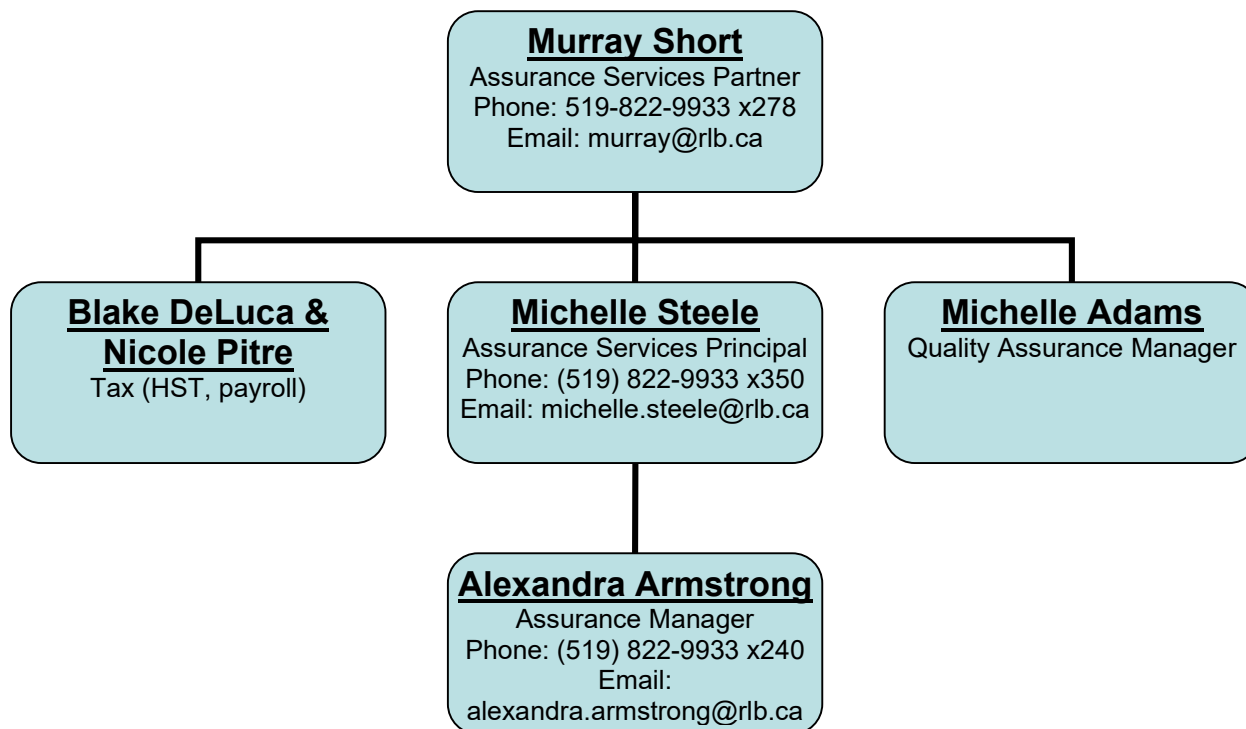 Murray Short
Assurance Services Partner
Phone: 519-822-9933 x278
Email: murray@rlb.ca
Blake DeLuca &
Nicole Pitre
Tax (HST, payroll)
Michelle Steele
Assurance Services Principal
Phone: (519) 822-9933 x350
Email: michelle.steele@rlb.ca
Michelle Adams
Quality Assurance Manager
Alexandra Armstrong
Assurance Manager
Phone: (519) 822-9933 x240
Email:
alexandra.armstrong@rlb.ca